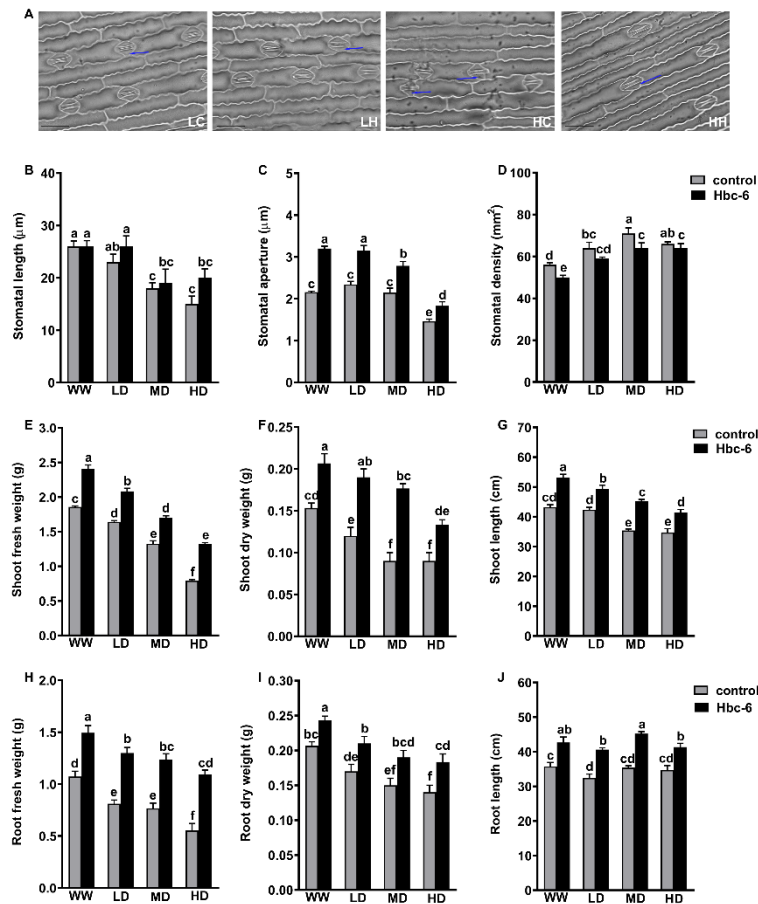 A
LC
LH
HC
HH
B
Stomatal length (µm)
40
30
20
10
0
a a
ab a
c bc
c bc
WW LD MD HD
C
Stomatal aperture (µm)
5
4
3
2
1
0
c a
c a
c b
e d
WW LD MD HD
D
Stomatal density (mm²)
100
80
60
40
20
0
d e
bc cd
a c
ab c
WW LD MD HD
control
Hbc-6
E
Shoot fresh weight (g)
3.0
2.5
2.0
1.5
1.0
0.5
0.0
c a
d b
e d
f e
WW LD MD HD
F
Shoot dry weight (g)
0.25
0.20
0.15
0.10
0.05
0.00
cd a
e ab
f bc
f de
WW LD MD HD
G
Shoot length (cm)
80
60
40
20
0
cd a
d b
e c
e d
WW LD MD HD
control
Hbc-6
H
Root fresh weight (g)
2.0
1.5
1.0
0.5
0.0
d a
e b
e bc
f cd
WW LD MD HD
I
Root dry weight (g)
0.30
0.25
0.20
0.15
0.10
0.05
0.00
bc a
de b
ef bcd
f cd
WW LD MD HD
J
Root length (cm)
60
40
20
0
c ab
d b
cd a
cd b
WW LD MD HD
control
Hbc-6